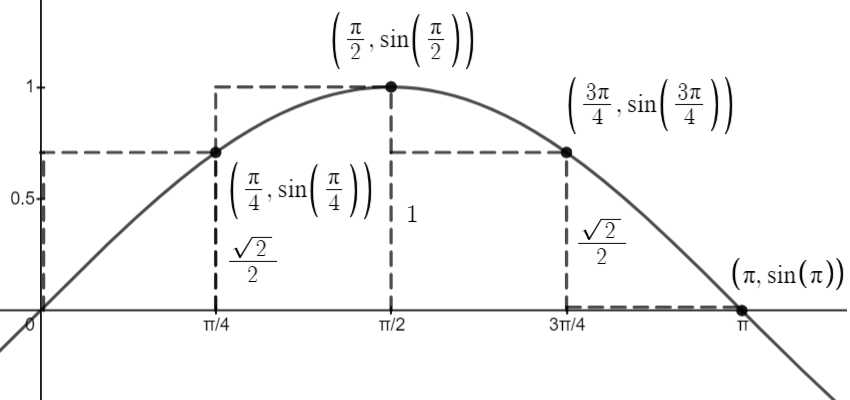 (π/2, sin(π/2))
(3π/4, sin(3π/4))
1
(π/4, sin(π/4))
0.5
1
√2/2
√2/2
(π, sin(π))
0
π/4
π/2
3π/4
π